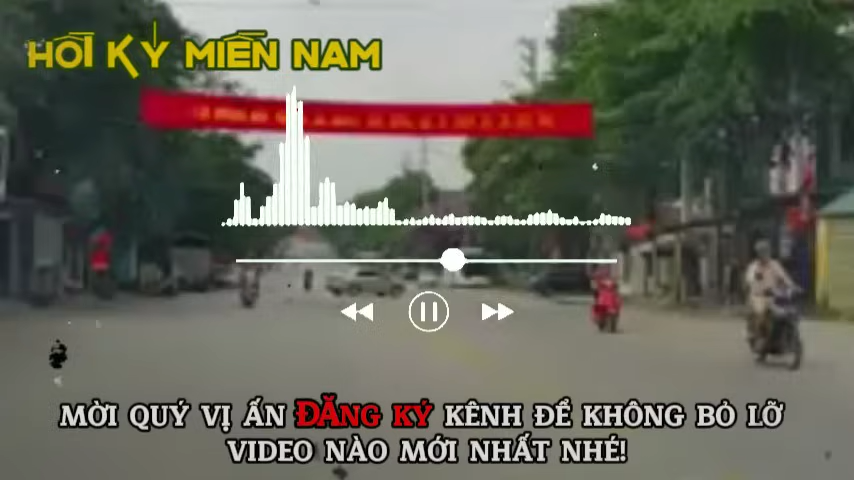 HỒI KÝ MIỀN NAM
MỜI QUÝ VỊ ẤN ĐĂNG KÝ KÊNH ĐỂ KHÔNG BỎ LỠ
VIDEO NÀO MỚI NHẤT NHÉ!